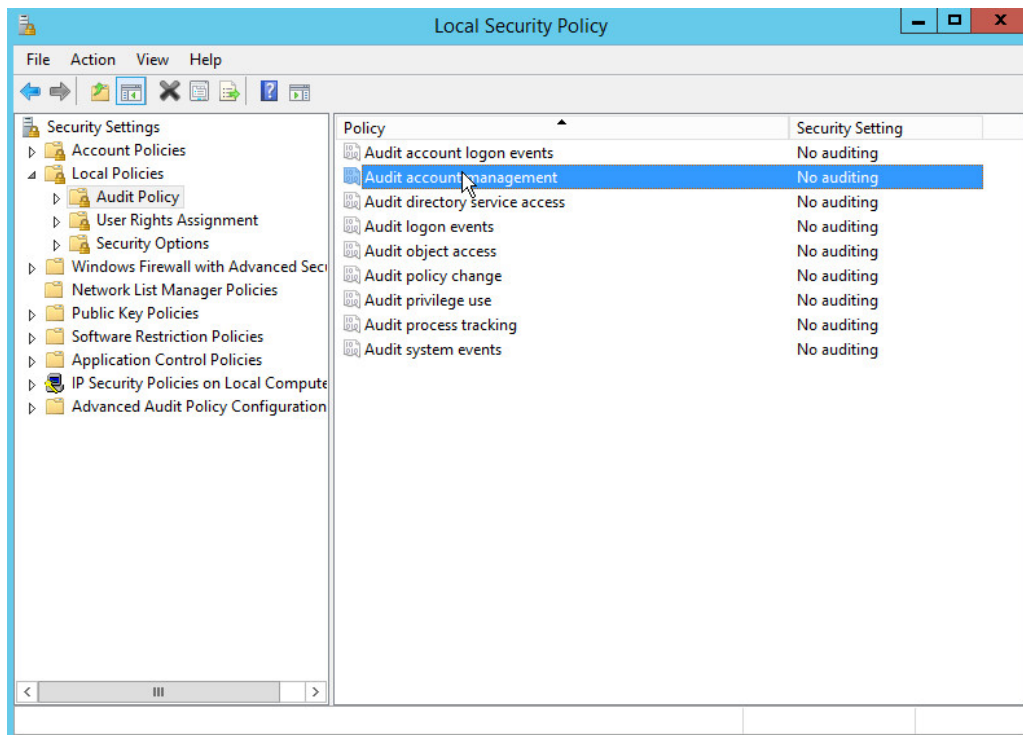 Local Security Policy
File Action View Help
Security Settings
Account Policies
Local Policies
Audit Policy
User Rights Assignment
Security Options
Windows Firewall with Advanced Secu
Network List Manager Policies
Public Key Policies
Software Restriction Policies
Application Control Policies
IP Security Policies on Local Compute
Advanced Audit Policy Configuration
Policy Security Setting
Audit account logon events No auditing
Audit account management No auditing
Audit directory service access No auditing
Audit logon events No auditing
Audit object access No auditing
Audit policy change No auditing
Audit privilege use No auditing
Audit process tracking No auditing
Audit system events No auditing